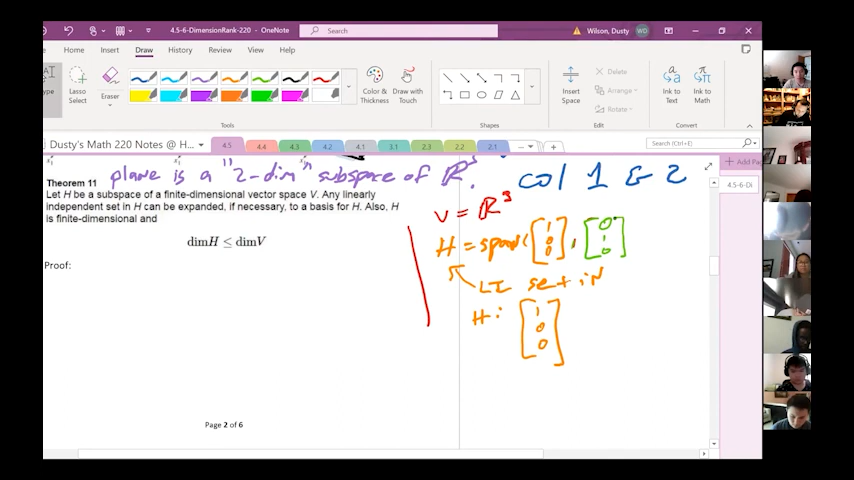 4.5-6-DimensionRank-220 - OneNote
Search
Wilson, Dusty WD
Home Insert Draw History Review View Help
Type
Lasso Select
Eraser
Color & Thickness
Draw with Touch
Insert Space
Delete
Arrange
Rotate
Ink to Text
Ink to Math
Tools
Shapes
Edit
Convert
Dusty's Math 220 Notes @ H...
4.5 4.4 4.3 4.2 4.1 3.1 2.3 2.2 2.1
Search (Ctrl+E)
Add Pag
4.5-6-Di
plane is a "2-dim" subspace of ℝ³.
col 1 & 2
Theorem 11
Let H be a subspace of a finite-dimensional vector space V. Any linearly
independent set in H can be expanded, if necessary, to a basis for H. Also, H
is finite-dimensional and
dimH ≤ dimV
Proof:
V = ℝ³
H = span { [1 0 0] , [0 1 0]
LI set in
H: [1 0 0]
Page 2 of 6